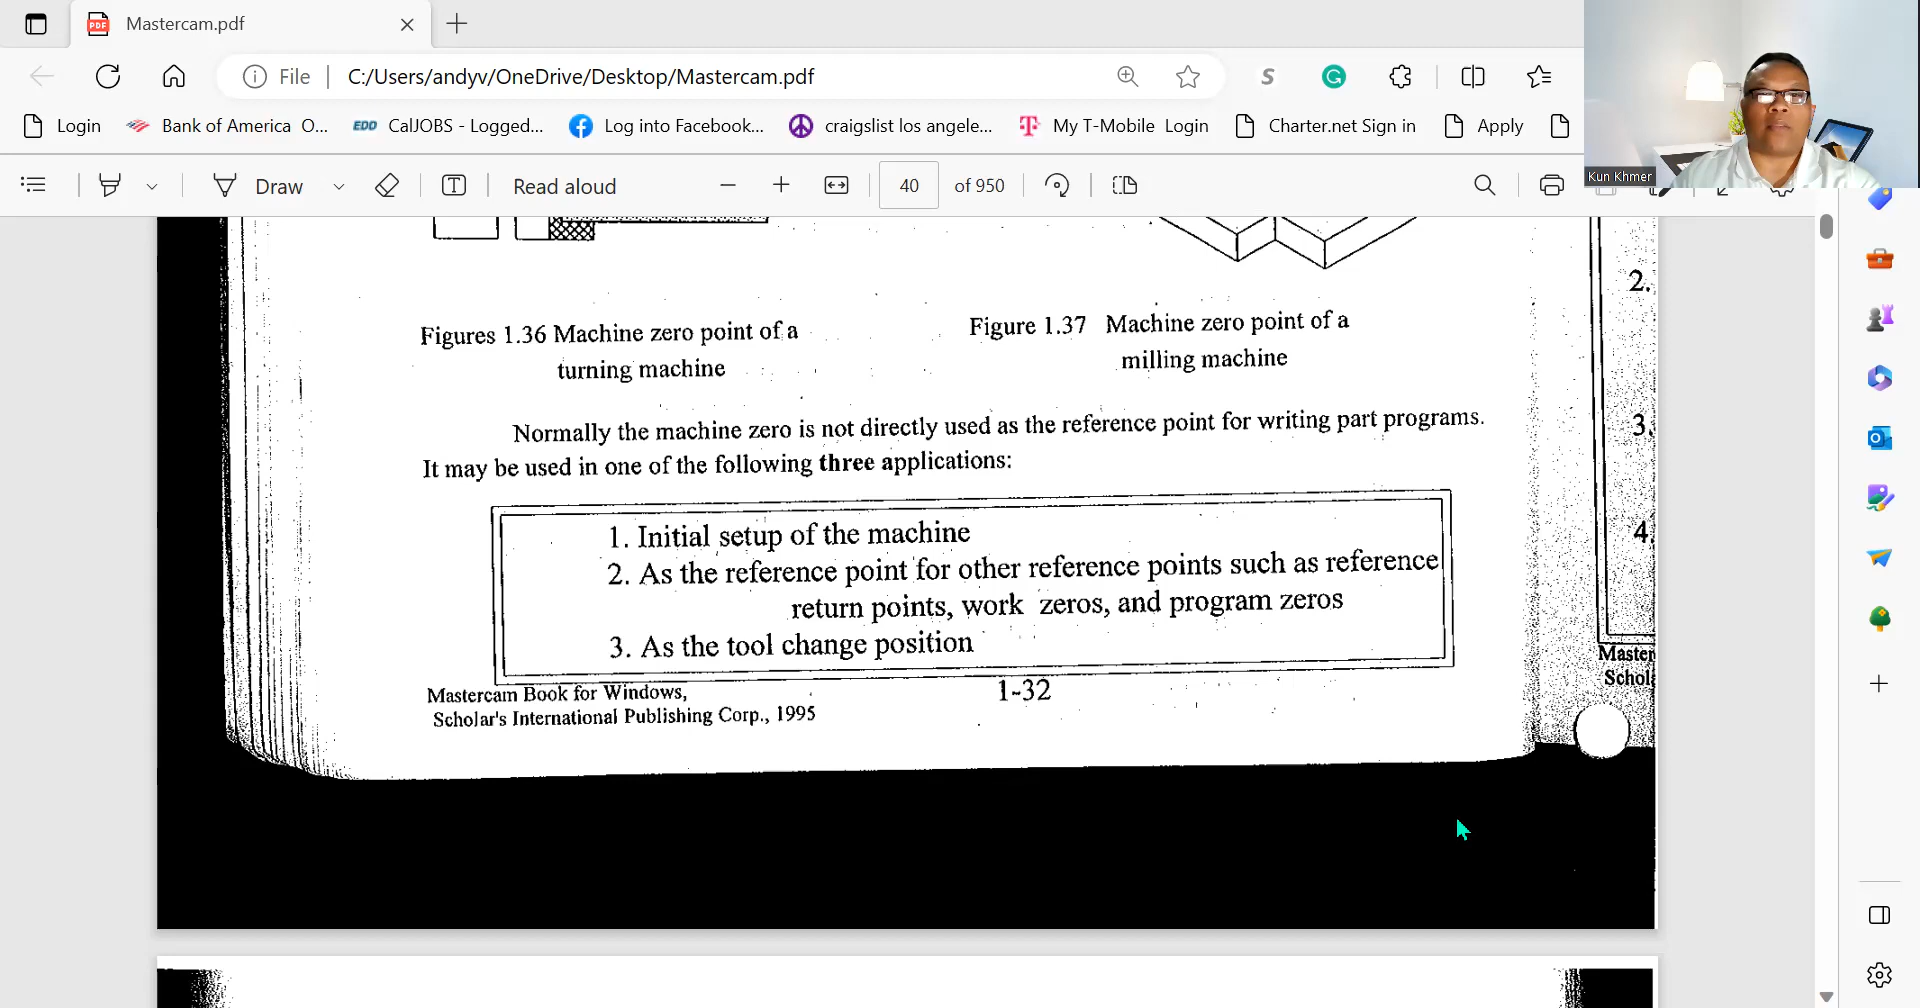 Mastercam.pdf
File C:/Users/andyv/OneDrive/Desktop/Mastercam.pdf
Login Bank of America O... CalJOBS - Logged... Log into Facebook... craigslist los angele... My T-Mobile Login Charter.net Sign in Apply
EDD
Draw Read aloud 40 of 950
Kun Khmer
Figures 1.36 Machine zero point of a
turning machine
Figure 1.37 Machine zero point of a
milling machine
Normally the machine zero is not directly used as the reference point for writing part programs.
It may be used in one of the following three applications:
1. Initial setup of the machine
2. As the reference point for other reference points such as reference
return points, work zeros, and program zeros
3. As the tool change position
Mastercam Book for Windows,
Scholar's International Publishing Corp., 1995
1-32
2.
3.
4
Master
Schol